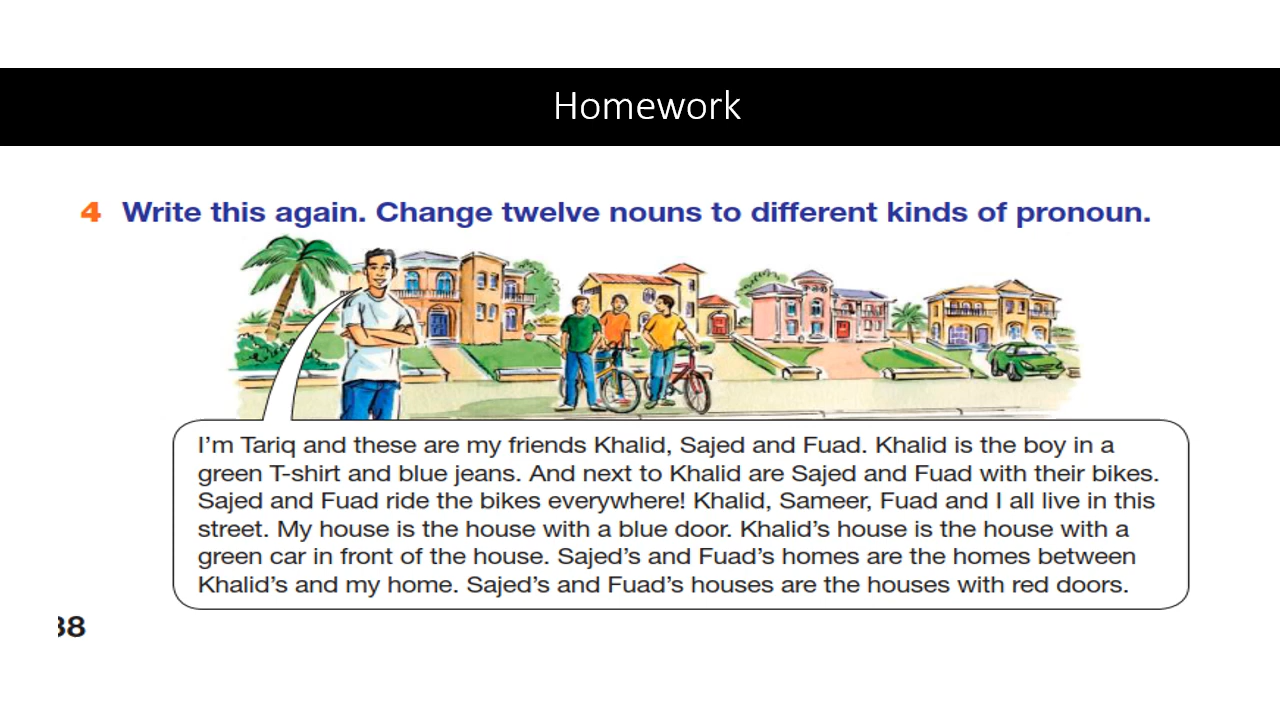 Homework
4 Write this again. Change twelve nouns to different kinds of pronoun.
I'm Tariq and these are my friends Khalid, Sajed and Fuad. Khalid is the boy in a
green T-shirt and blue jeans. And next to Khalid are Sajed and Fuad with their bikes.
Sajed and Fuad ride the bikes everywhere! Khalid, Sameer, Fuad and I all live in this
street. My house is the house with a blue door. Khalid's house is the house with a
green car in front of the house. Sajed's and Fuad's homes are the homes between
Khalid's and my home. Sajed's and Fuad's houses are the houses with red doors.
38